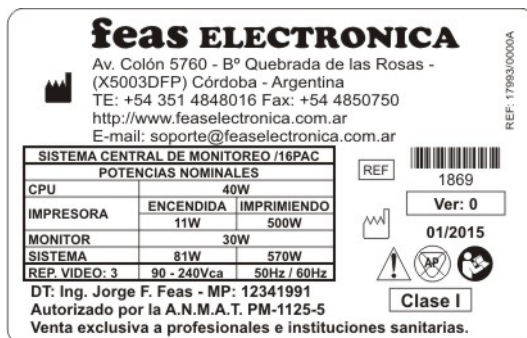 feas ELECTRONICA
Av. Colón 5760 - Bº Quebrada de las Rosas -
(X5003DFP) Córdoba - Argentina
TE: +54 351 4848016 Fax: +54 4850750
http://www.feaselectronica.com.ar
E-mail: soporte@feaselectronica.com.ar
REF: 17993/0000A
SISTEMA CENTRAL DE MONITOREO /16PAC
POTENCIAS NOMINALES
CPU 40W
IMPRESORA ENCENDIDA IMPRIMIENDO
11W 500W
MONITOR 30W
SISTEMA 81W 570W
REP. VIDEO: 3 90 - 240Vca 50Hz / 60Hz
REF
1869
Ver: 0
01/2015
AP
Clase I
DT: Ing. Jorge F. Feas - MP: 12341991
Autorizado por la A.N.M.A.T. PM-1125-5
Venta exclusiva a profesionales e instituciones sanitarias.